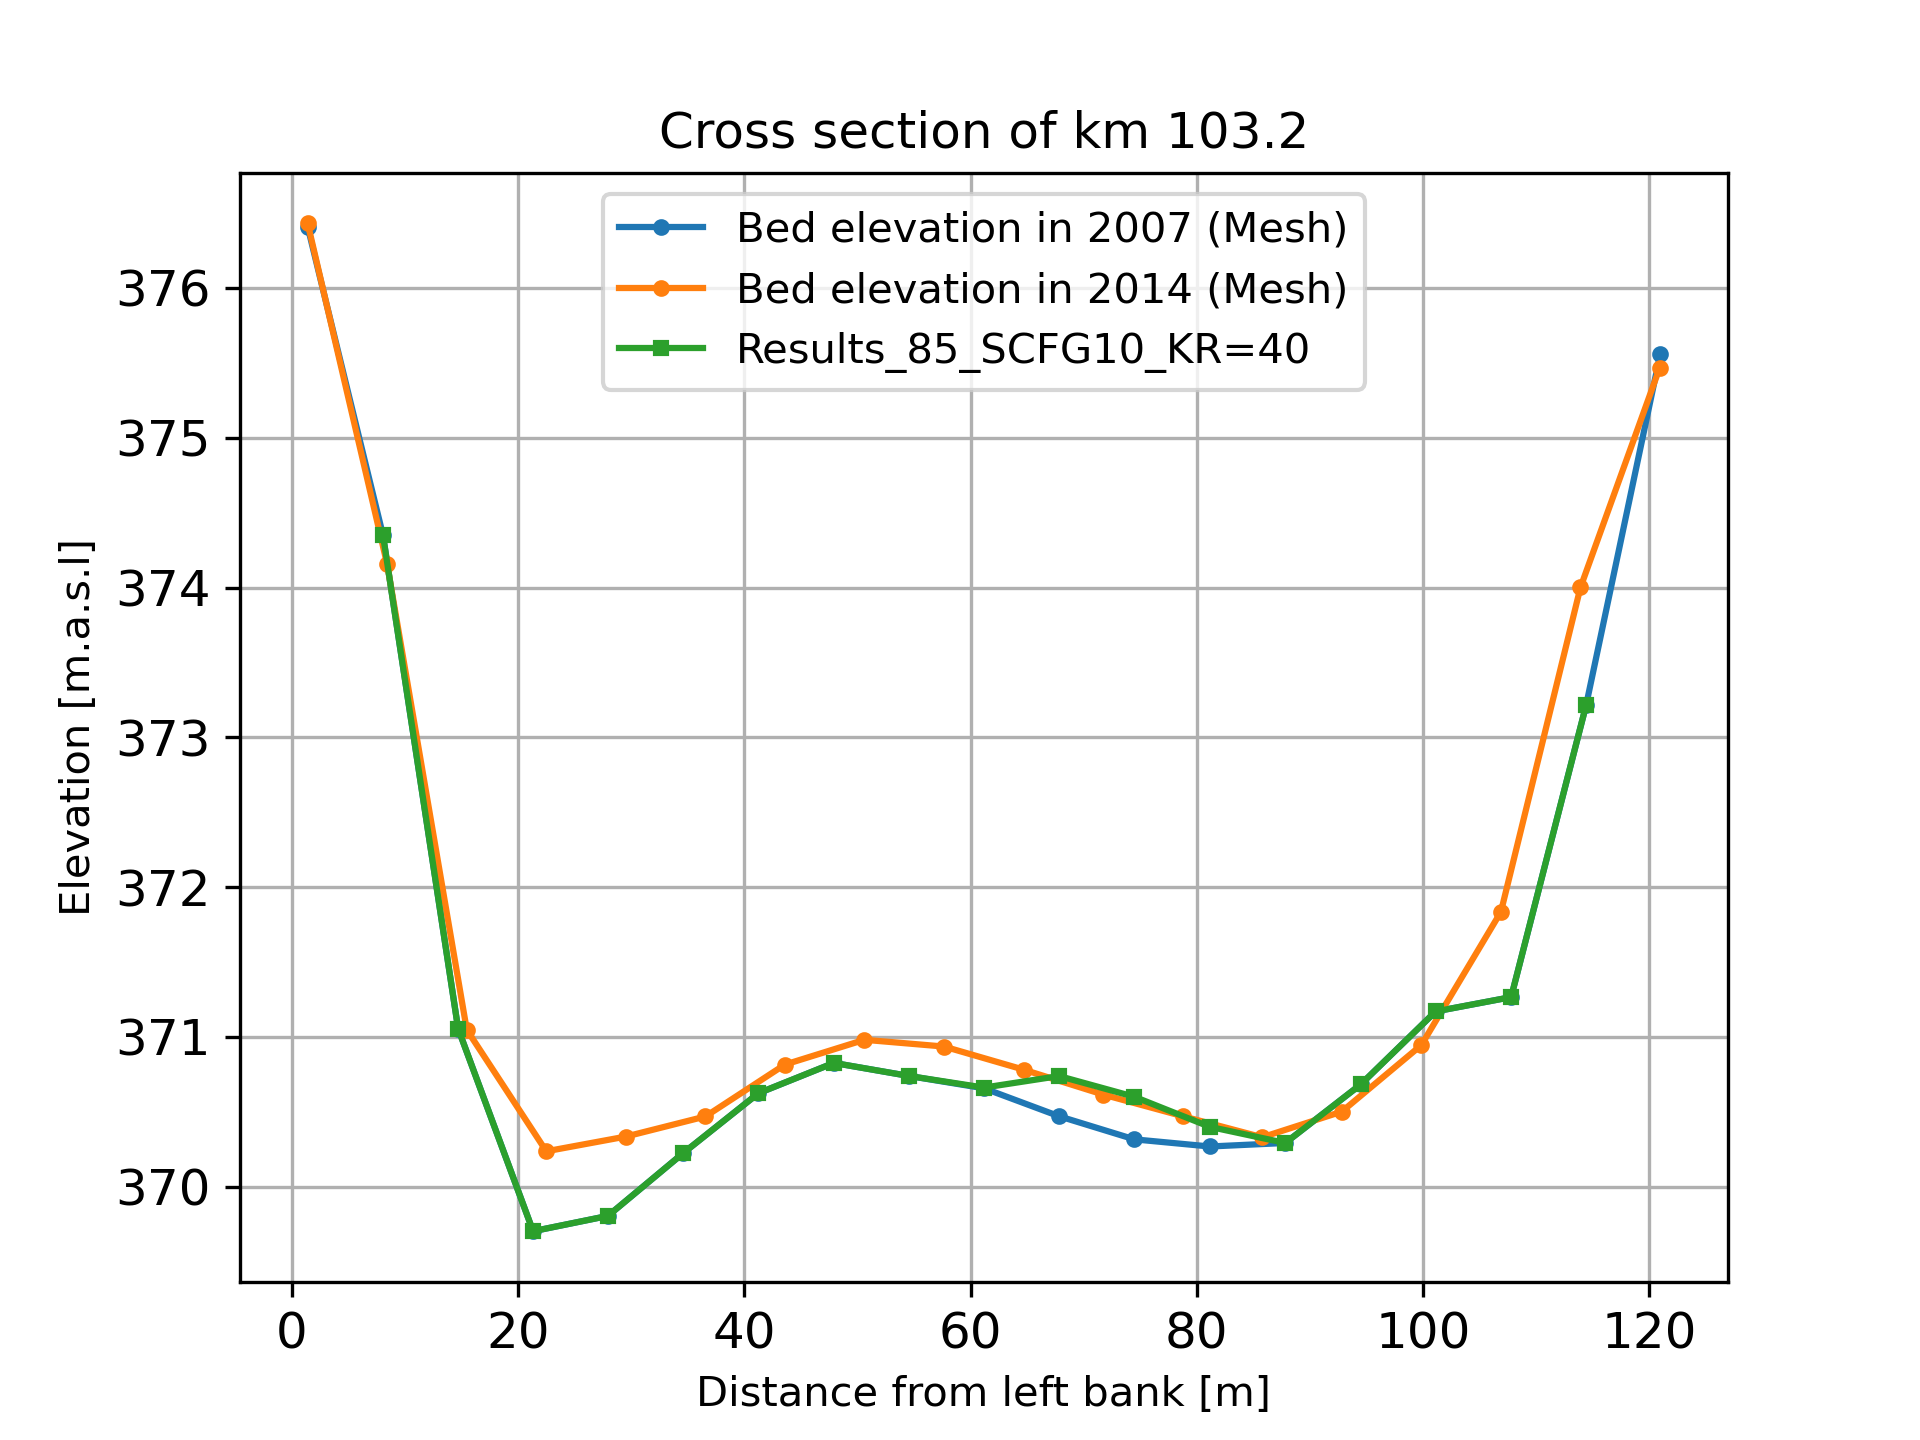 Cross section of km 103.2
Bed elevation in 2007 (Mesh)
Bed elevation in 2014 (Mesh)
Results_85_SCFG10_KR=40
Elevation [m.a.s.l]
376
375
374
373
372
371
370
0 20 40 60 80 100 120
Distance from left bank [m]